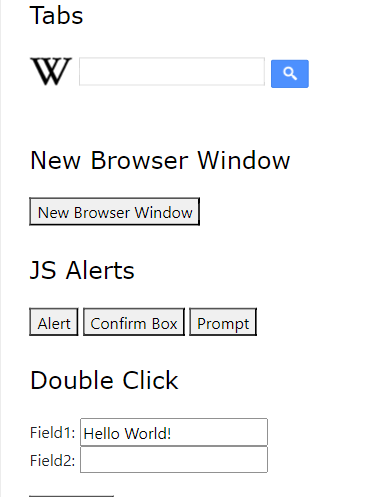 Tabs
W
New Browser Window
New Browser Window
JS Alerts
Alert Confirm Box Prompt
Double Click
Field1: Hello World!
Field2: